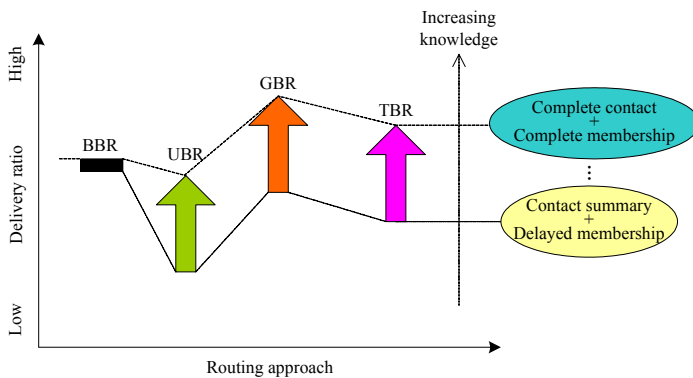 Increasing
knowledge
High
Delivery ratio
Low
BBR
UBR
GBR
TBR
Complete contact
+
Complete membership
...
Contact summary
+
Delayed membership
Routing approach